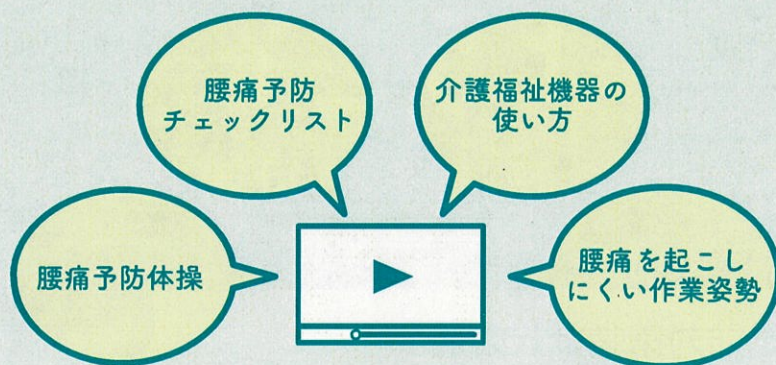 腰痛予防
チェックリスト
介護福祉機器の
使い方
腰痛予防体操
腰痛を起こし
にくい作業姿勢